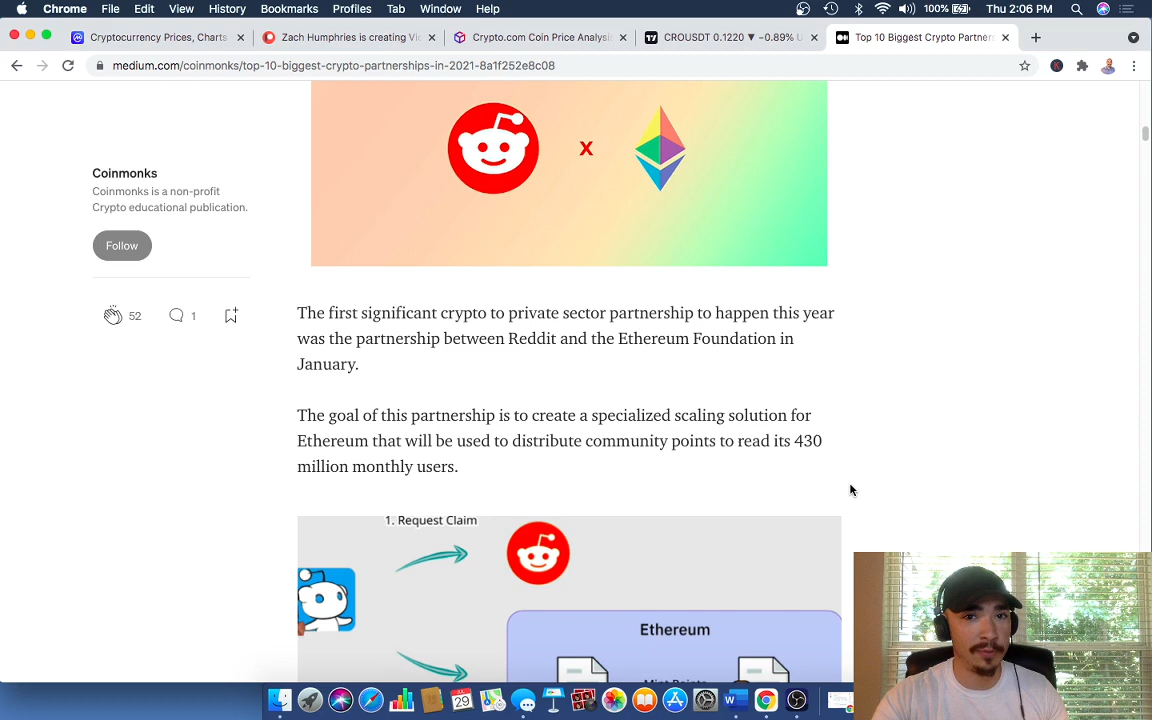 Chrome File Edit View History Bookmarks Profiles Tab Window Help 100% Thu 2:06 PM
Cryptocurrency Prices, Charts Zach Humphries is creating Vi Crypto.com Coin Price Analysis CROUSDT 0.1220 ▼ −0.89% U Top 10 Biggest Crypto Partners
medium.com/coinmonks/top-10-biggest-crypto-partnerships-in-2021-8a1f252e8c08
x
Coinmonks
Coinmonks is a non-profit
Crypto educational publication.
Follow
52 1
The first significant crypto to private sector partnership to happen this year
was the partnership between Reddit and the Ethereum Foundation in
January.
The goal of this partnership is to create a specialized scaling solution for
Ethereum that will be used to distribute community points to read its 430
million monthly users.
1. Request Claim
Ethereum
Mint Points
29